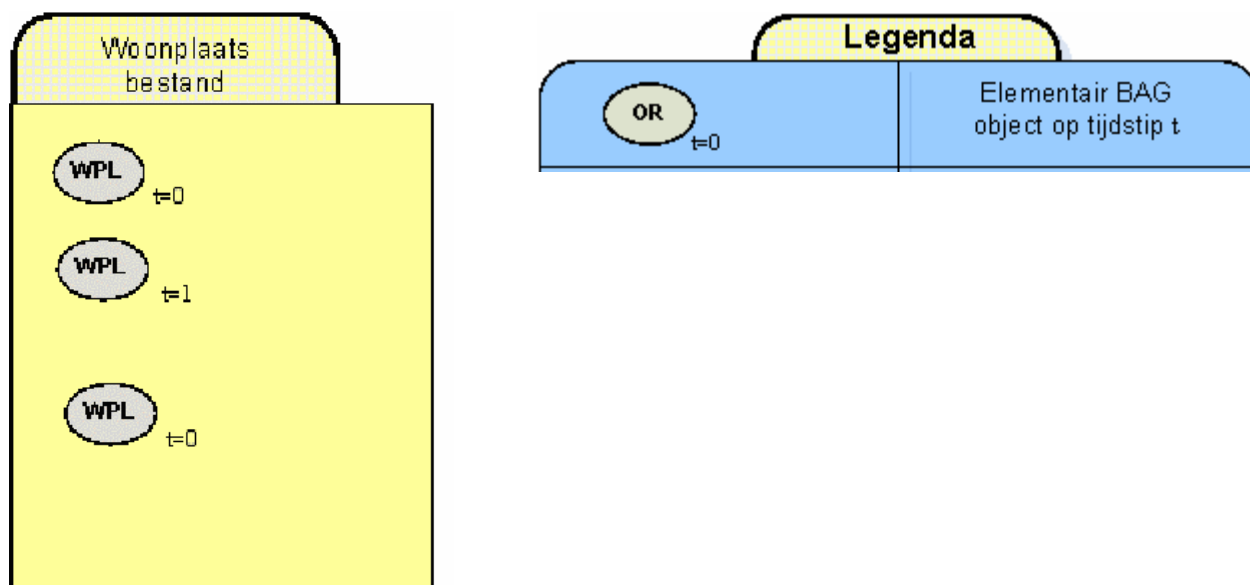 Woonplaats
bestand
WPL
t=0
WPL
t=1
WPL
t=0
Legenda
OR
t=0
Elementair BAG
object op tijdstip t